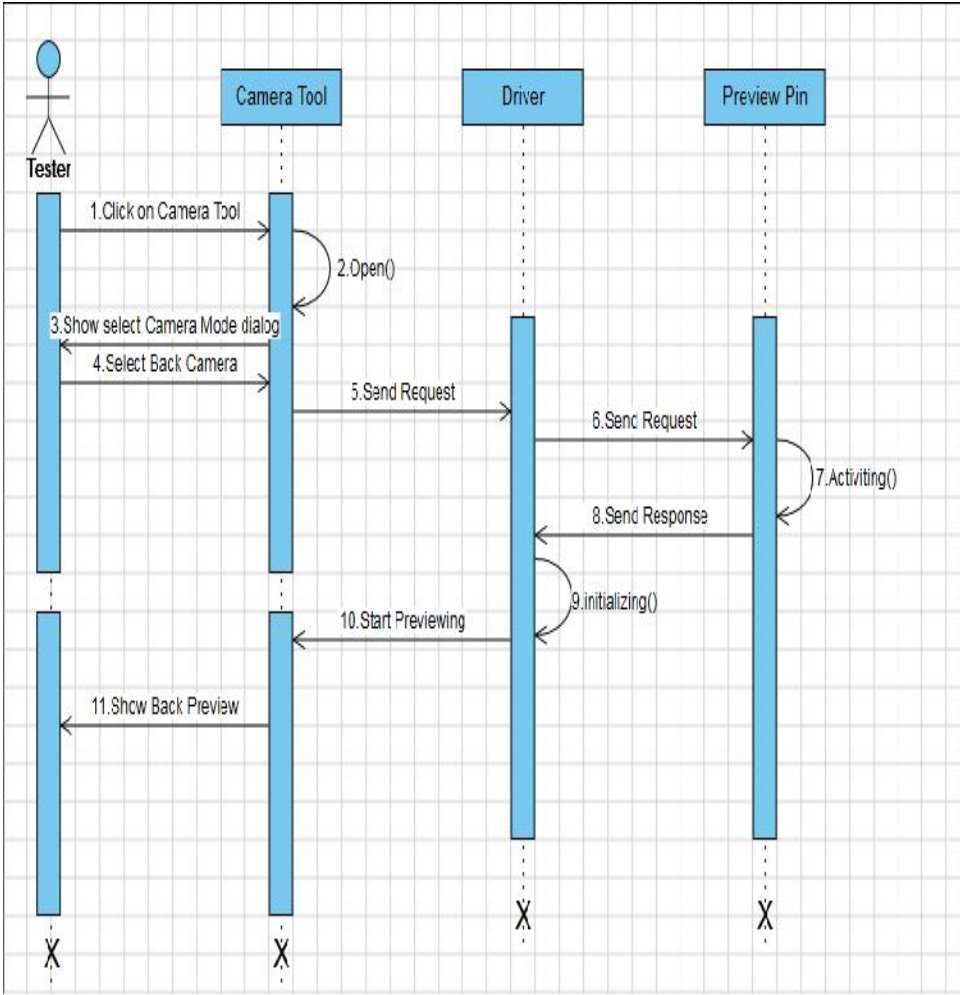 Camera Tool
Driver
Preview Pin
Tester
1.Click on Camera Tool
2.Open()
3.Show select Camera Mode dialog
4.Select Back Camera
5.Send Request
6.Send Request
7.Activiting()
8.Send Response
9.initializing()
10.Start Previewing
11.Show Back Preview
X
X
X
X